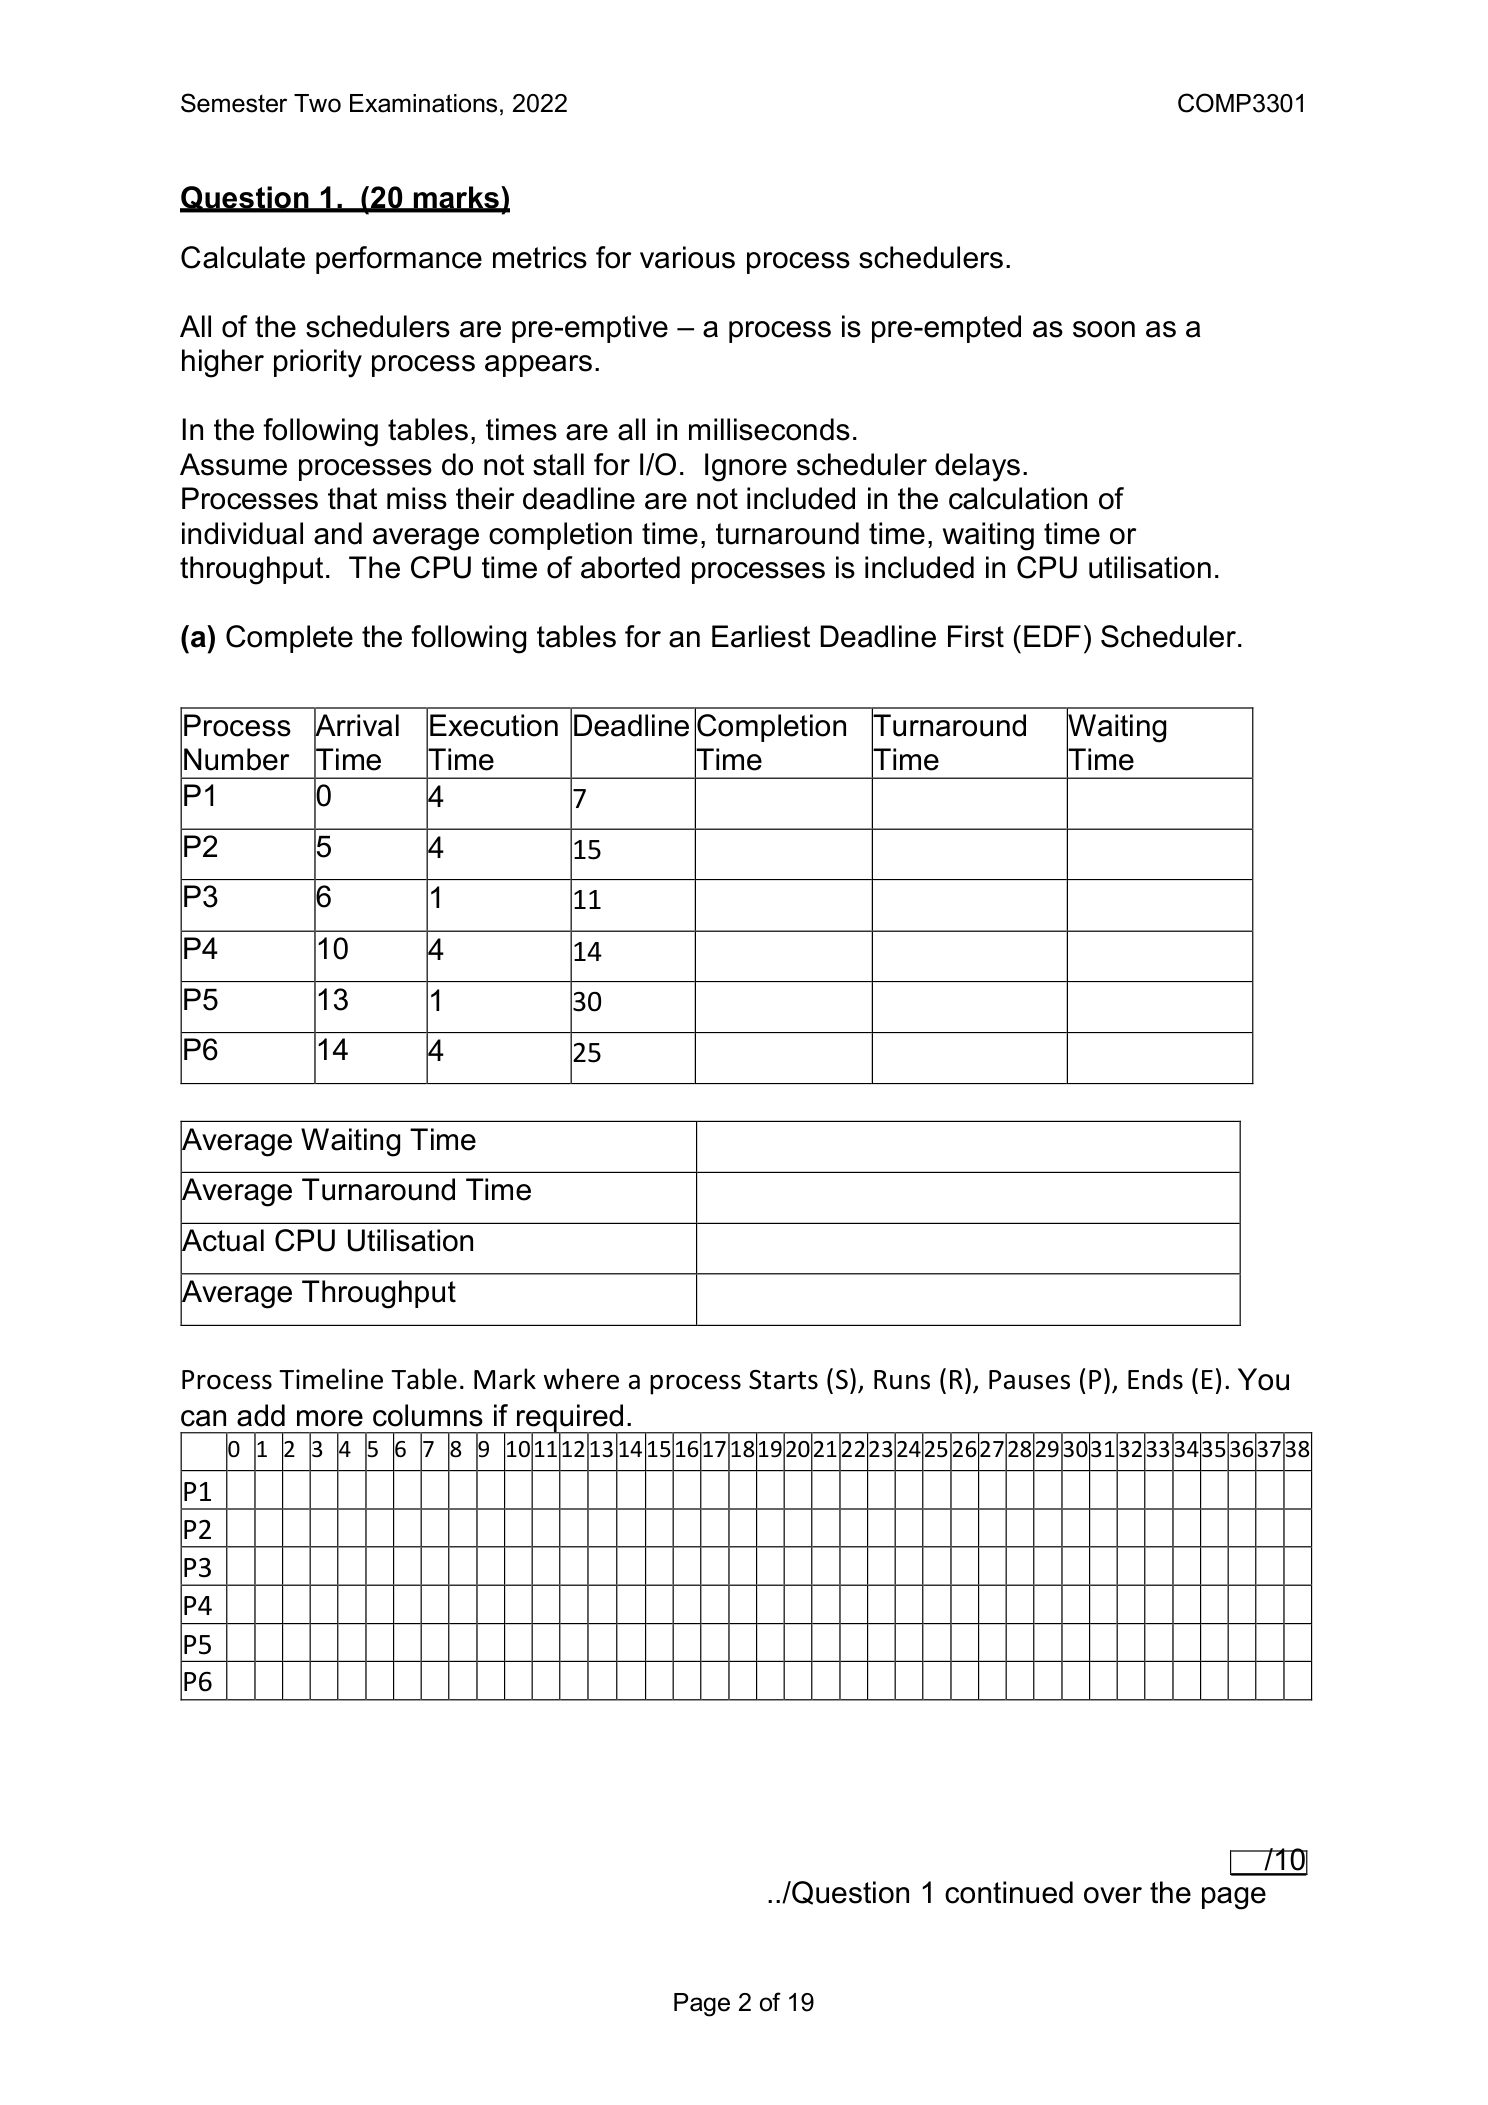 Semester Two Examinations, 2022 COMP3301
Question 1. (20 marks)
Calculate performance metrics for various process schedulers.
All of the schedulers are pre-emptive – a process is pre-empted as soon as a
higher priority process appears.
In the following tables, times are all in milliseconds.
Assume processes do not stall for I/O. Ignore scheduler delays.
Processes that miss their deadline are not included in the calculation of
individual and average completion time, turnaround time, waiting time or
throughput. The CPU time of aborted processes is included in CPU utilisation.
(a) Complete the following tables for an Earliest Deadline First (EDF) Scheduler.
Process Number Arrival Time Execution Time Deadline Completion Time Turnaround Time Waiting Time
P1 0 4 7
P2 5 4 15
P3 6 1 11
P4 10 4 14
P5 13 1 30
P6 14 4 25
Average Waiting Time
Average Turnaround Time
Actual CPU Utilisation
Average Throughput
Process Timeline Table. Mark where a process Starts (S), Runs (R), Pauses (P), Ends (E). You
can add more columns if required.
0 1 2 3 4 5 6 7 8 9 10 11 12 13 14 15 16 17 18 19 20 21 22 23 24 25 26 27 28 29 30 31 32 33 34 35 36 37 38
P1
P2
P3
P4
P5
P6
/10
../Question 1 continued over the page
Page 2 of 19